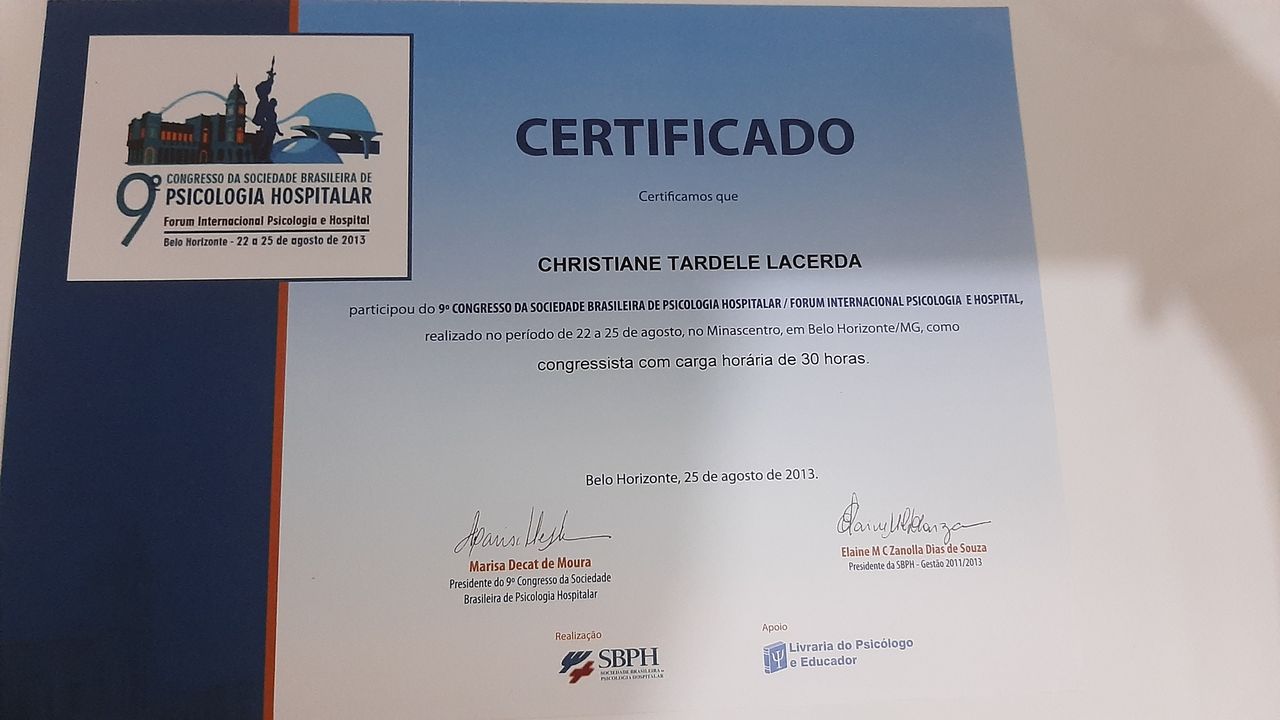 9º CONGRESSO DA SOCIEDADE BRASILEIRA DE
PSICOLOGIA HOSPITALAR
Forum Internacional Psicologia e Hospital
Belo Horizonte - 22 a 25 de agosto de 2013
CERTIFICADO
Certificamos que
CHRISTIANE TARDELE LACERDA
participou do 9º CONGRESSO DA SOCIEDADE BRASILEIRA DE PSICOLOGIA HOSPITALAR / FORUM INTERNACIONAL PSICOLOGIA E HOSPITAL,
realizado no período de 22 a 25 de agosto, no Minascentro, em Belo Horizonte/MG, como
congressista com carga horária de 30 horas.
Belo Horizonte, 25 de agosto de 2013.
Marisa Decat de Moura
Presidente do 9º Congresso da Sociedade
Brasileira de Psicologia Hospitalar
Elaine M C Zanolla Dias de Souza
Presidente da SBPH - Gestão 2011/2013
Realização
SBPH
SOCIEDADE BRASILEIRA DE
PSICOLOGIA HOSPITALAR
Apoio
Livraria do Psicólogo
e Educador